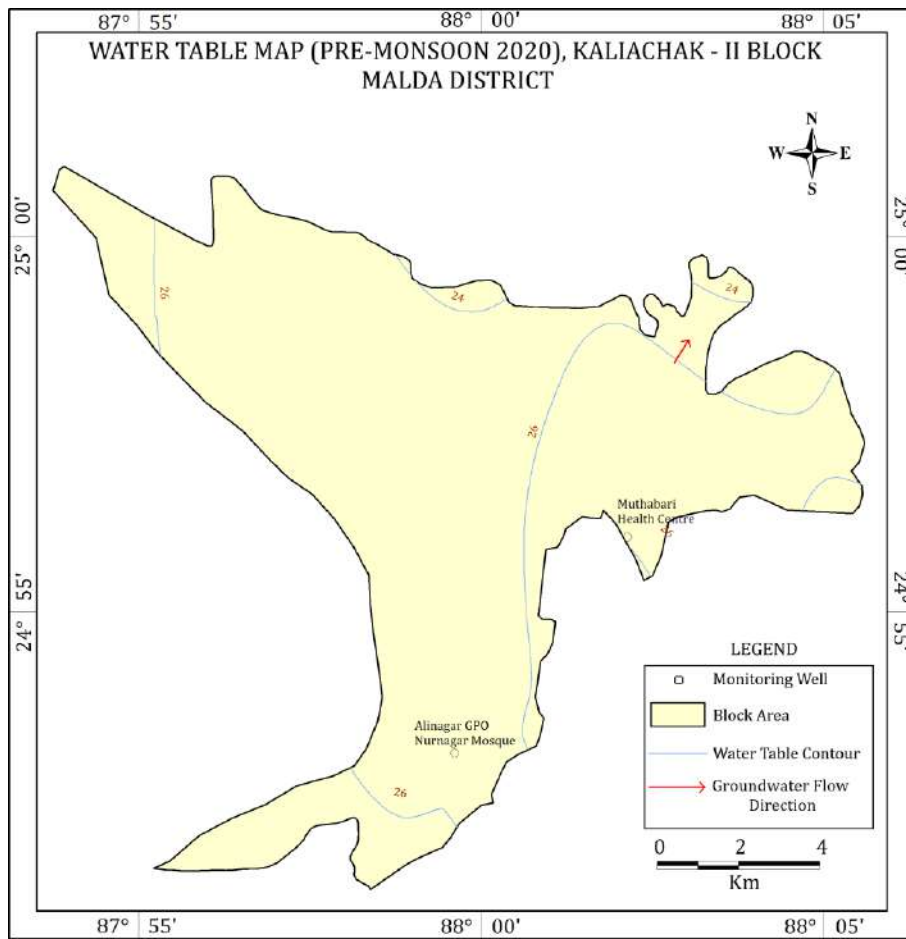 87° 55'
88° 00'
88° 05'
WATER TABLE MAP (PRE-MONSOON 2020), KALIACHAK - II BLOCK
MALDA DISTRICT
N
W E
S
25° 00'
25° 00'
26
24
24
26
Muthabari
Health Centre
24° 55'
24° 55'
Alinagar GPO
Nurnagar Mosque
26
LEGEND
Monitoring Well
Block Area
Water Table Contour
Groundwater Flow
Direction
0 2 4
Km
87° 55'
88° 00'
88° 05'